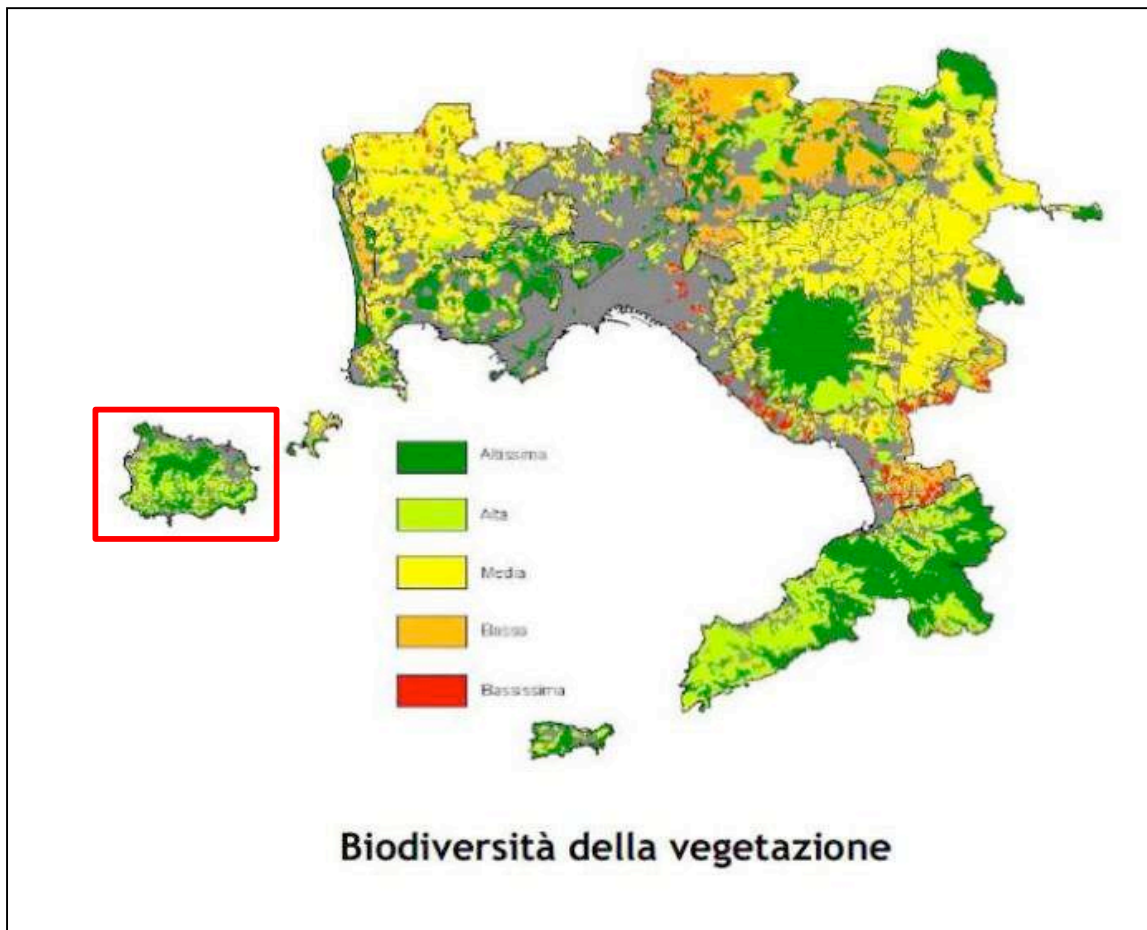 Altissima
Alta
Media
Bassa
Bassissima
Biodiversità della vegetazione